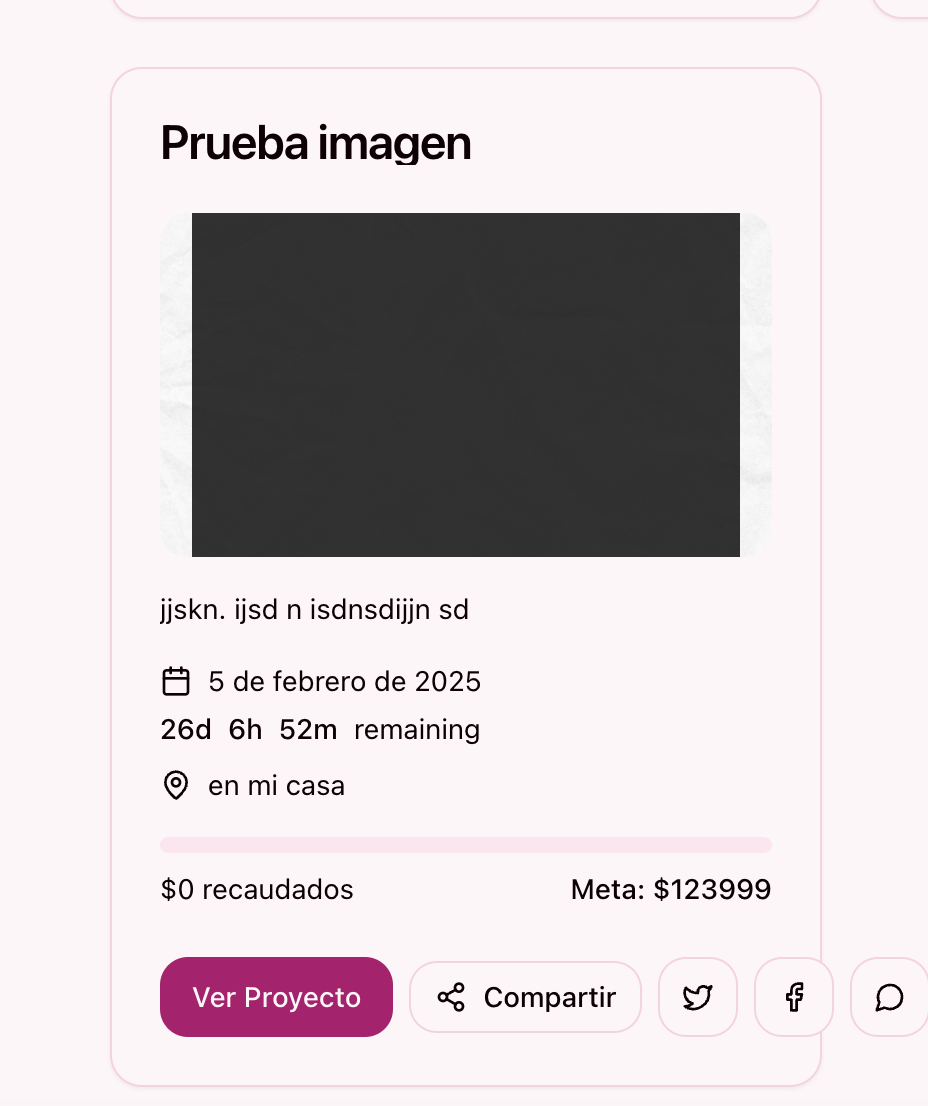 Prueba imagen
jjskn. ijsd n isdnsdijjn sd
5 de febrero de 2025
26d 6h 52m remaining
en mi casa
$0 recaudados
Meta: $123999
Ver Proyecto
Compartir